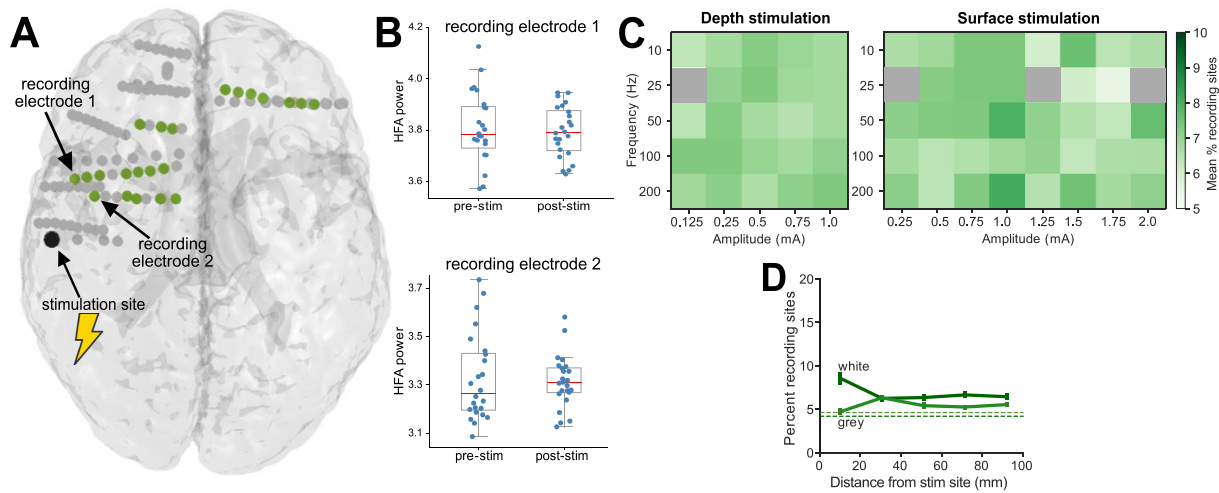 A
recording
electrode 1
recording
electrode 2
stimulation site
B
recording electrode 1
4.2
4.0
3.8
3.6
HFA power
pre-stim
post-stim
recording electrode 2
3.7
3.5
3.3
3.1
HFA power
pre-stim
post-stim
C
Depth stimulation
Surface stimulation
10
25
50
100
200
Frequency (Hz)
0.125 0.25 0.5 0.75 1.0
Amplitude (mA)
10
25
50
100
200
0.25 0.5 0.75 1.0 1.25 1.5 1.75 2.0
Amplitude (mA)
10
9
8
7
6
5
Mean % recording sites
D
20
15
10
5
0
Percent recording sites
white
grey
0 20 40 60 80 100
Distance from stim site (mm)